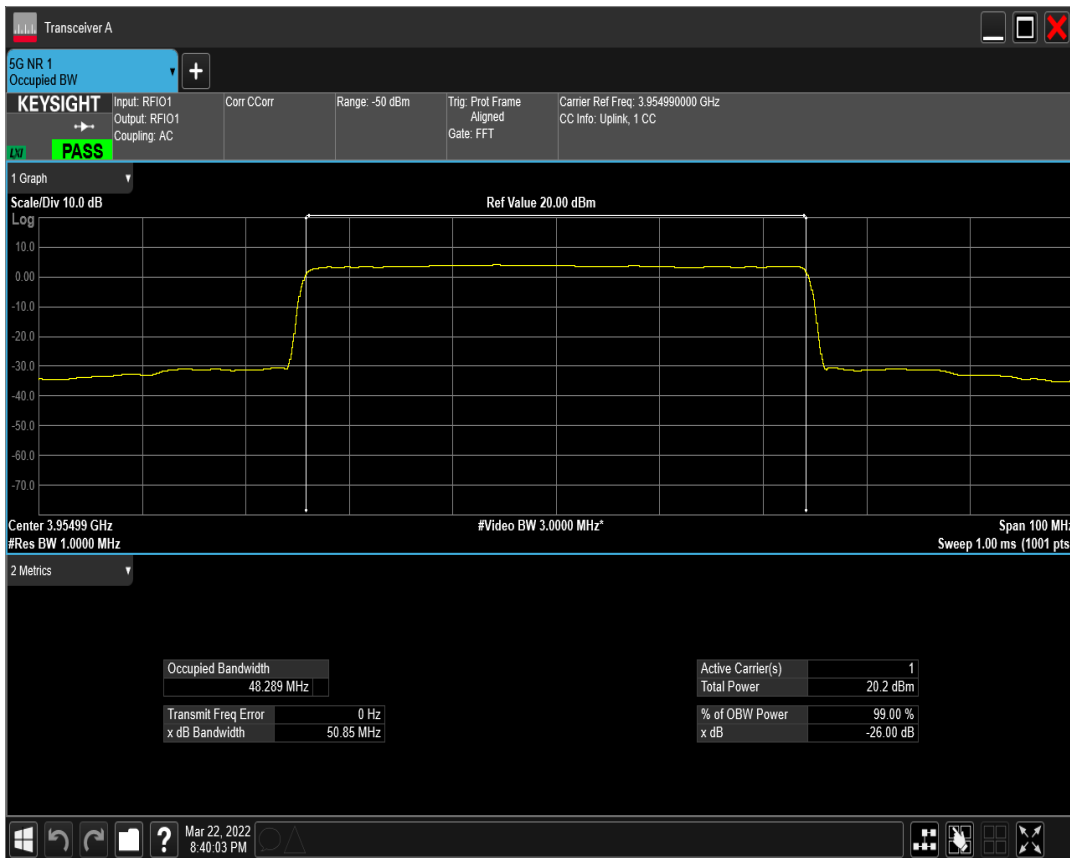 Transceiver A
5G NR 1
Occupied BW
KEYSIGHT
LXI
PASS
Input: RFIO1
Output: RFIO1
Coupling: AC
Corr CCorr
Range: -50 dBm
Trig: Prot Frame
Aligned
Gate: FFT
Carrier Ref Freq: 3.954990000 GHz
CC Info: Uplink, 1 CC
1 Graph
Scale/Div 10.0 dB
Ref Value 20.00 dBm
Log
10.0
0.00
-10.0
-20.0
-30.0
-40.0
-50.0
-60.0
-70.0
Center 3.95499 GHz
#Video BW 3.0000 MHz*
Span 100 MHz
#Res BW 1.0000 MHz
Sweep 1.00 ms (1001 pts
2 Metrics
Occupied Bandwidth
48.289 MHz
Transmit Freq Error 0 Hz
x dB Bandwidth 50.85 MHz
Active Carrier(s) 1
Total Power 20.2 dBm
% of OBW Power 99.00 %
x dB -26.00 dB
?
Mar 22, 2022
8:40:03 PM